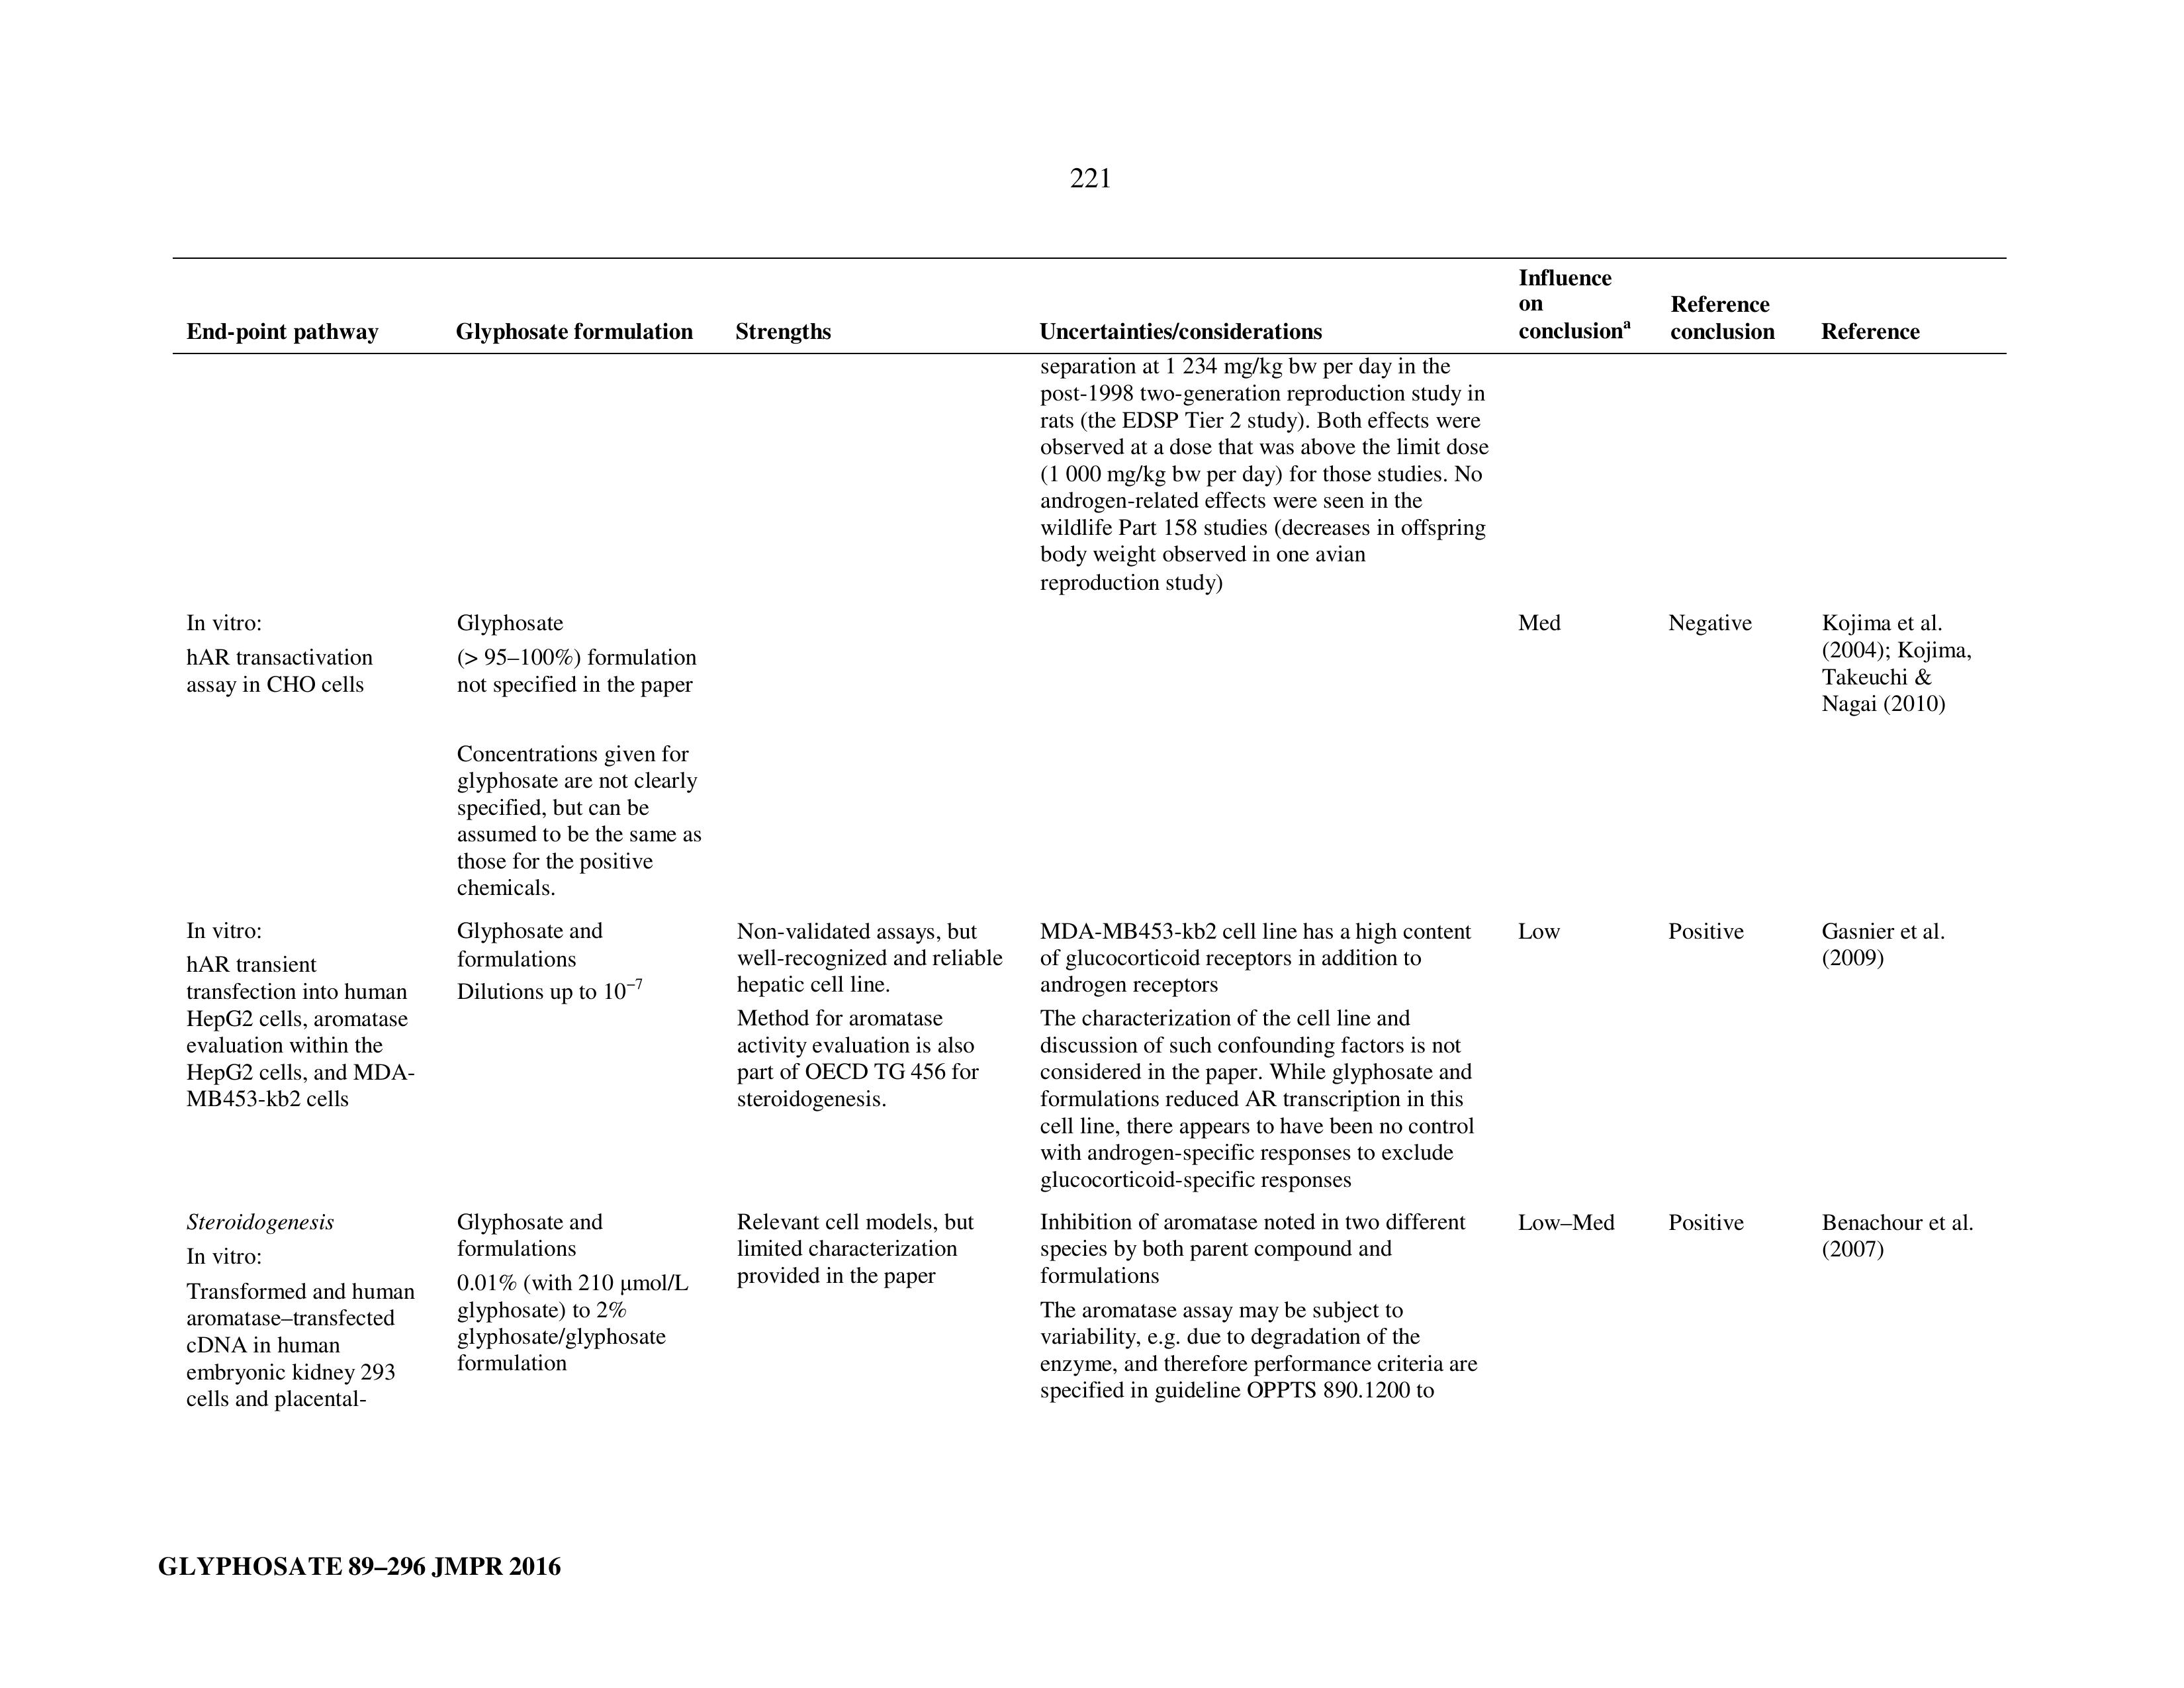 221
Influence
on
conclusionᵃ
Reference
conclusion
End-point pathway
Glyphosate formulation
Strengths
Uncertainties/considerations
Reference
separation at 1 234 mg/kg bw per day in the
post-1998 two-generation reproduction study in
rats (the EDSP Tier 2 study). Both effects were
observed at a dose that was above the limit dose
(1 000 mg/kg bw per day) for those studies. No
androgen-related effects were seen in the
wildlife Part 158 studies (decreases in offspring
body weight observed in one avian
reproduction study)
In vitro:
hAR transactivation
assay in CHO cells
Glyphosate
(> 95–100%) formulation
not specified in the paper
Concentrations given for
glyphosate are not clearly
specified, but can be
assumed to be the same as
those for the positive
chemicals.
Med
Negative
Kojima et al.
(2004); Kojima,
Takeuchi &
Nagai (2010)
In vitro:
hAR transient
transfection into human
HepG2 cells, aromatase
evaluation within the
HepG2 cells, and MDA-
MB453-kb2 cells
Glyphosate and
formulations
Dilutions up to 10⁻⁷
Non-validated assays, but
well-recognized and reliable
hepatic cell line.
Method for aromatase
activity evaluation is also
part of OECD TG 456 for
steroidogenesis.
MDA-MB453-kb2 cell line has a high content
of glucocorticoid receptors in addition to
androgen receptors
The characterization of the cell line and
discussion of such confounding factors is not
considered in the paper. While glyphosate and
formulations reduced AR transcription in this
cell line, there appears to have been no control
with androgen-specific responses to exclude
glucocorticoid-specific responses
Low
Positive
Gasnier et al.
(2009)
Steroidogenesis
In vitro:
Transformed and human
aromatase–transfected
cDNA in human
embryonic kidney 293
cells and placental-
Glyphosate and
formulations
0.01% (with 210 µmol/L
glyphosate) to 2%
glyphosate/glyphosate
formulation
Relevant cell models, but
limited characterization
provided in the paper
Inhibition of aromatase noted in two different
species by both parent compound and
formulations
The aromatase assay may be subject to
variability, e.g. due to degradation of the
enzyme, and therefore performance criteria are
specified in guideline OPPTS 890.1200 to
Low–Med
Positive
Benachour et al.
(2007)
GLYPHOSATE 89–296 JMPR 2016